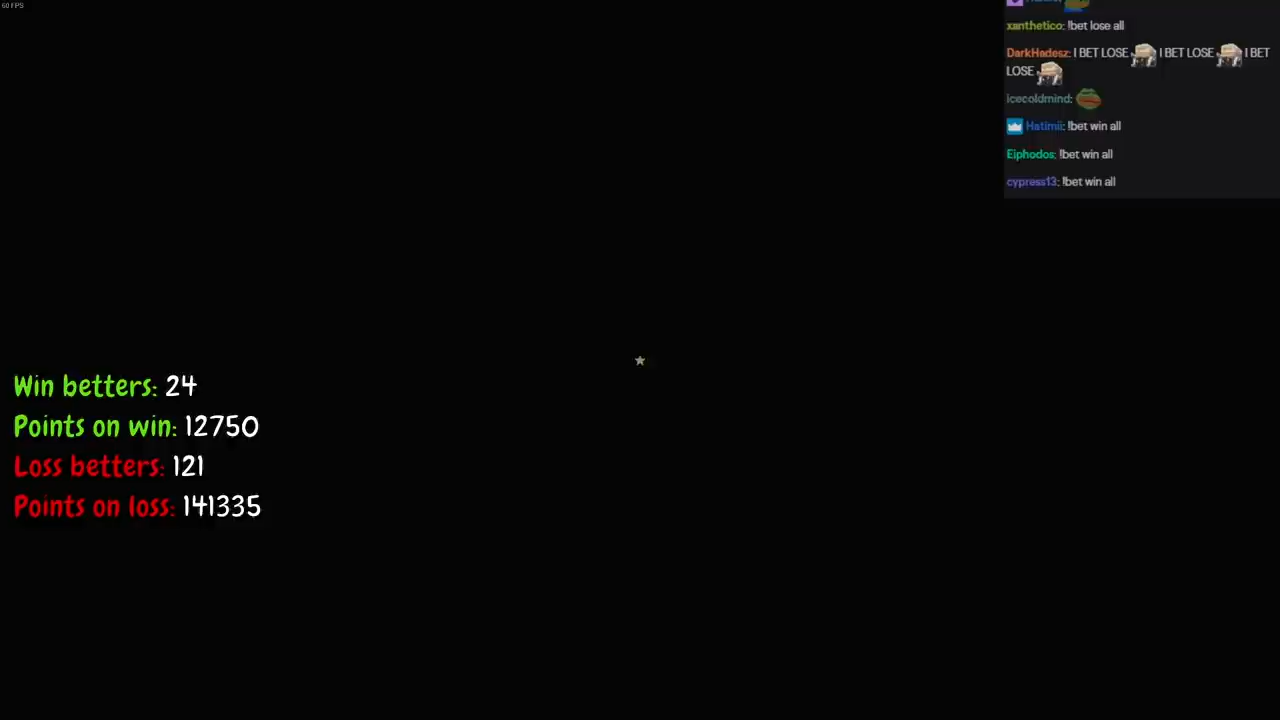 60 FPS
xanthetico: !bet lose all
DarkHadesz: I BET LOSE I BET LOSE I BET
LOSE
icecoldmind:
Hatimii: !bet win all
Eiphodos: !bet win all
cypress13: !bet win all
Win betters: 24
Points on win: 12750
Loss betters: 121
Points on loss: 141335